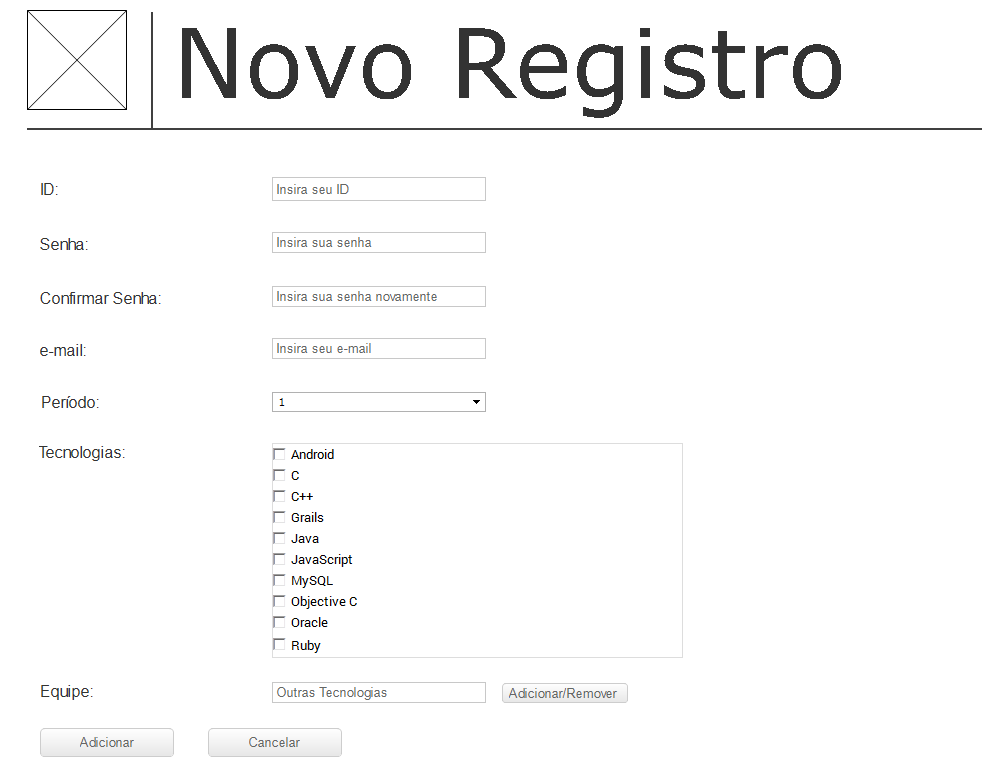 Novo Registro
ID: Insira seu ID
Senha: Insira sua senha
Confirmar Senha: Insira sua senha novamente
e-mail: Insira seu e-mail
Período: 1
Tecnologias:
Android
C
C++
Grails
Java
JavaScript
MySQL
Objective C
Oracle
Ruby
Equipe: Outras Tecnologias Adicionar/Remover
Adicionar Cancelar